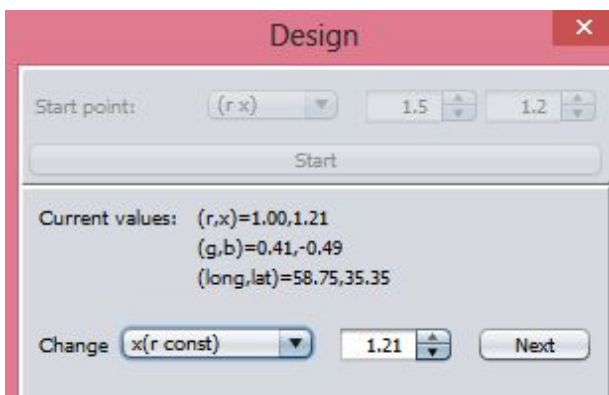 Design
Start point: (r x) 1.5 1.2
Start
Current values: (r,x)=1.00,1.21
(g,b)=0.41,-0.49
(long,lat)=58.75,35.35
Change x(r const) 1.21 Next